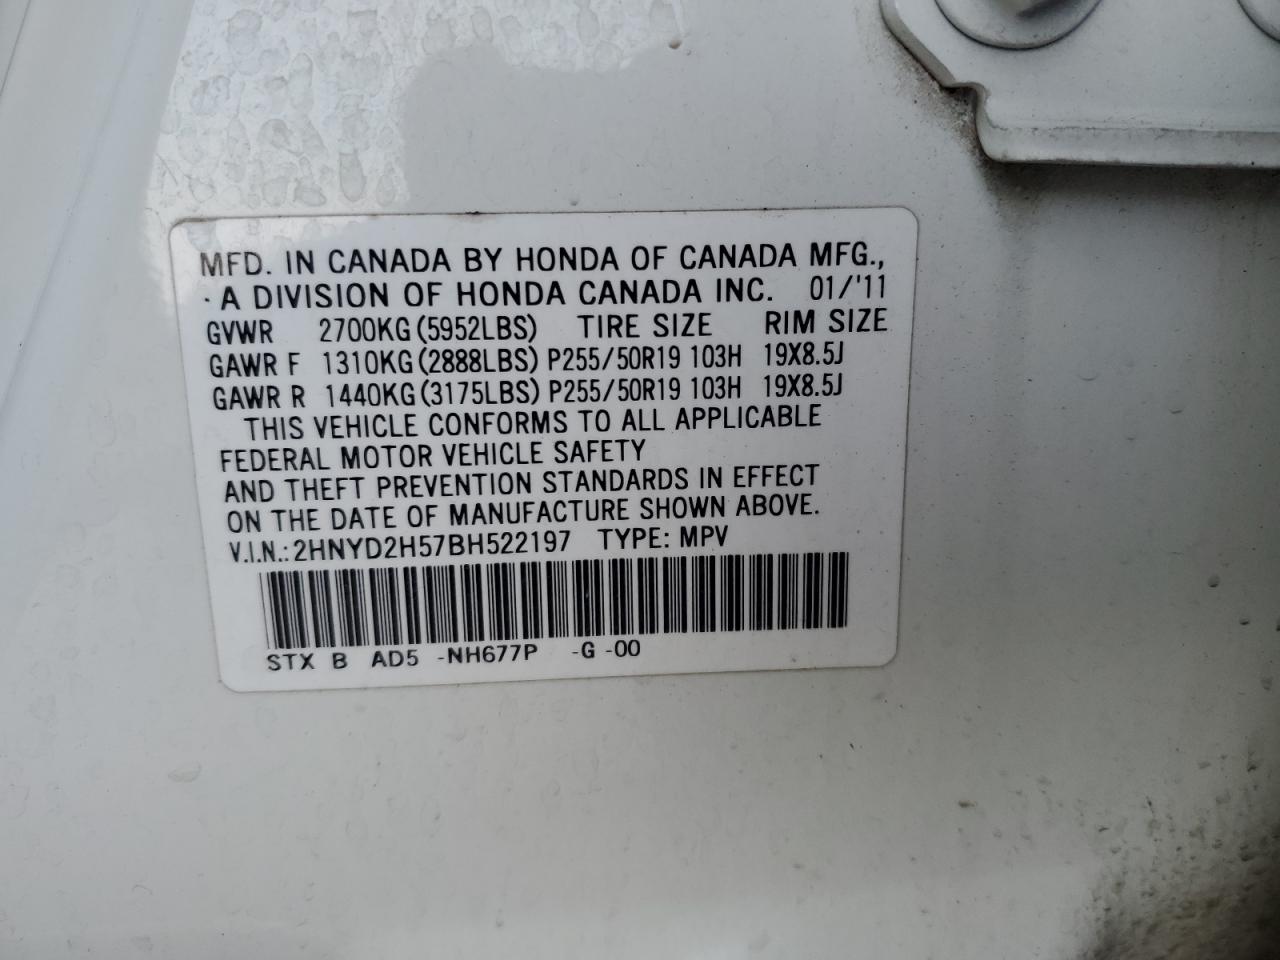 MFD. IN CANADA BY HONDA OF CANADA MFG.,
A DIVISION OF HONDA CANADA INC. 01/'11
GVWR 2700KG (5952LBS) TIRE SIZE RIM SIZE
GAWR F 1310KG (2888LBS) P255/50R19 103H 19X8.5J
GAWR R 1440KG (3175LBS) P255/50R19 103H 19X8.5J
THIS VEHICLE CONFORMS TO ALL APPLICABLE
FEDERAL MOTOR VEHICLE SAFETY
AND THEFT PREVENTION STANDARDS IN EFFECT
ON THE DATE OF MANUFACTURE SHOWN ABOVE.
V.I.N.: 2HNYD2H57BH522197 TYPE: MPV
STX B AD5 -NH677P -G -00